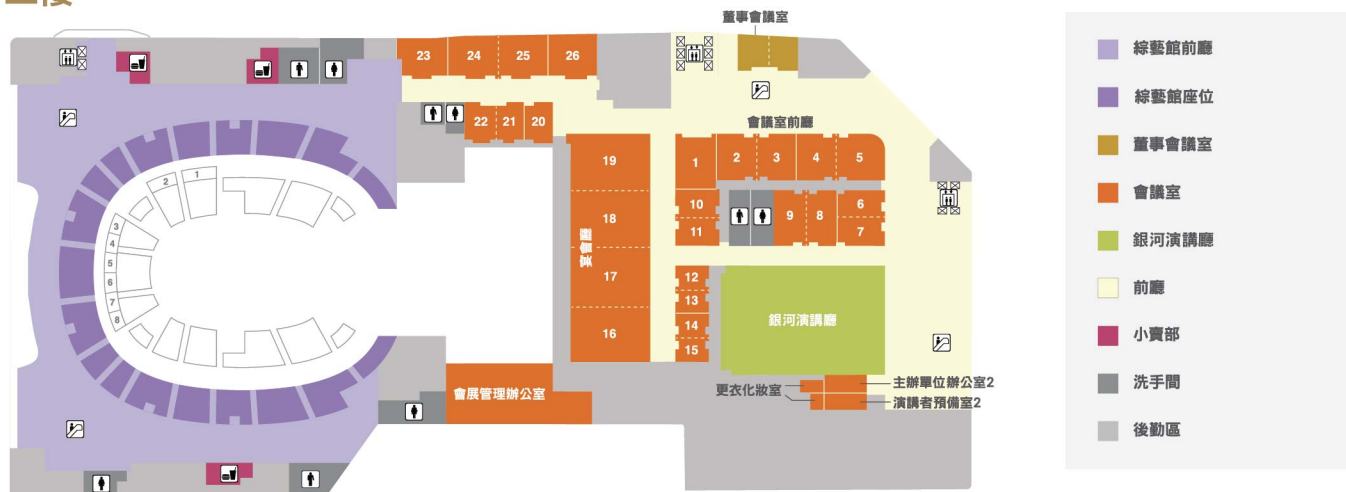 董事會議室
23 24 25 26
會議室前廳
22 21 20
19
1 2 3 4 5
2 1
18
10
9 8 6
11
7
3
4
5
6
7
8
宴會廳
17
12
13
14
15
16
銀河演講廳
會展管理辦公室
更衣化妝室
主辦單位辦公室2
演講者預備室2
綜藝館前廳
綜藝館座位
董事會議室
會議室
銀河演講廳
前廳
小賣部
洗手間
後勤區